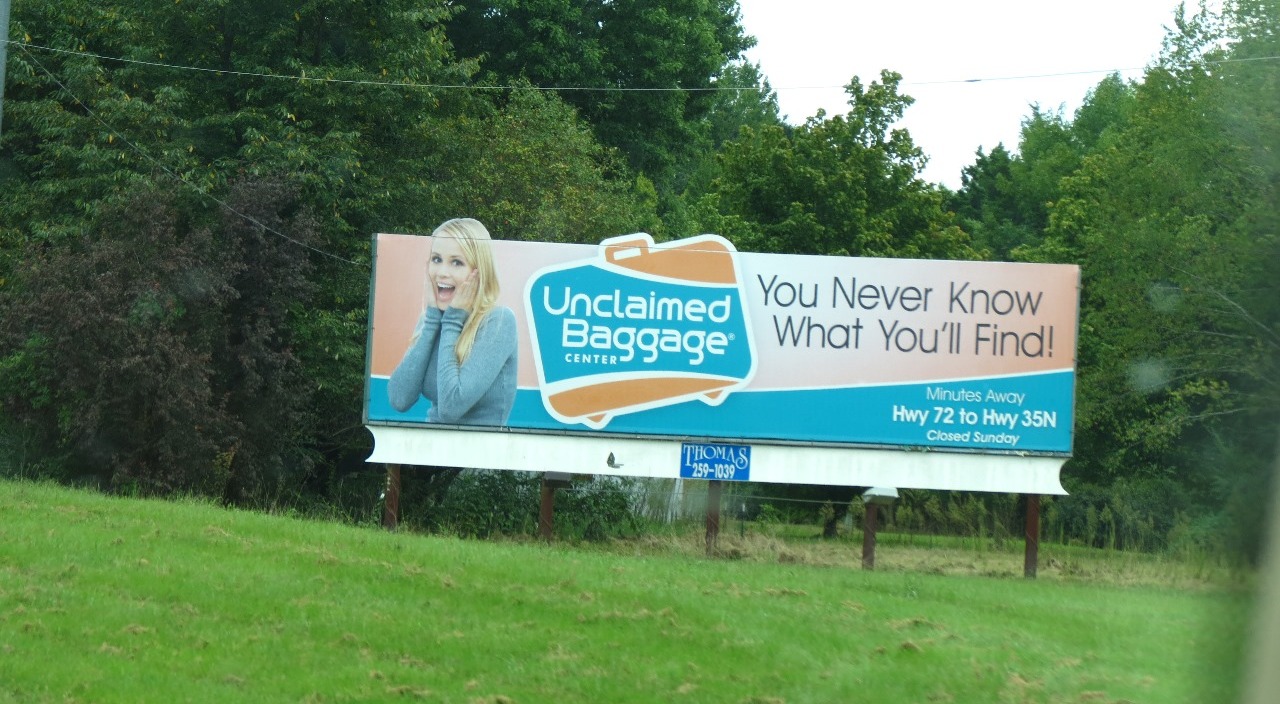 Unclaimed
Baggage®
CENTER
You Never Know
What You'll Find!
Minutes Away
Hwy 72 to Hwy 35N
Closed Sunday
THOMAS
259-1039